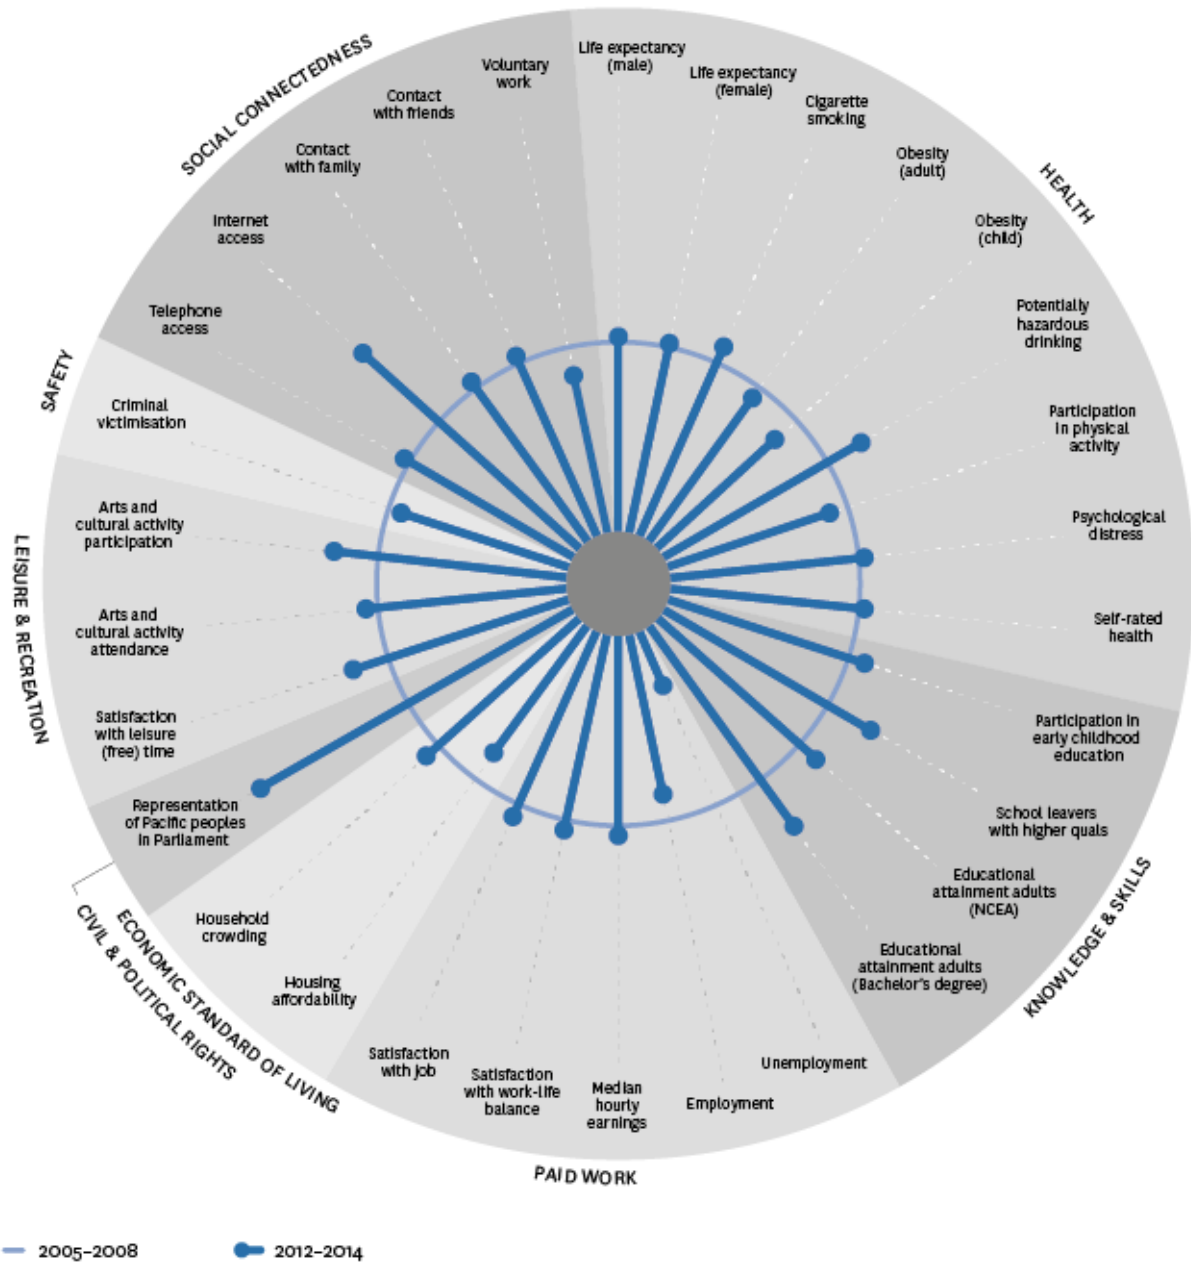 SOCIAL CONNECTEDNESS
Voluntary
work
Contact
with friends
Contact
with family
Internet
access
Telephone
access
HEALTH
Life expectancy
(male)
Life expectancy
(female)
Cigarette
smoking
Obesity
(adult)
Obesity
(child)
Potentially
hazardous
drinking
Participation
in physical
activity
Psychological
distress
Self-rated
health
KNOWLEDGE & SKILLS
Participation in
early childhood
education
School leavers
with higher quals
Educational
attainment adults
(NCEA)
Educational
attainment adults
(Bachelor's degree)
PAID WORK
Unemployment
Employment
Median
hourly
earnings
Satisfaction
with work-life
balance
Satisfaction
with job
ECONOMIC STANDARD OF LIVING
Housing
affordability
Household
crowding
CIVIL & POLITICAL RIGHTS
Representation
of Pacific peoples
in Parliament
LEISURE & RECREATION
Satisfaction
with leisure
(free) time
Arts and
cultural activity
attendance
Arts and
cultural activity
participation
SAFETY
Criminal
victimisation
2005–2008
2012–2014